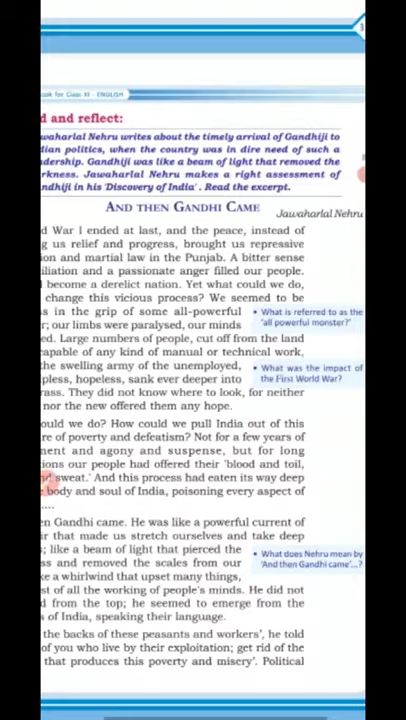 3
ook for Class XI - ENGLISH
d and reflect:
waharlal Nehru writes about the timely arrival of Gandhiji to
tian politics, when the country was in dire need of such a
adership. Gandhiji was like a beam of light that removed the
rkness. Jawaharlal Nehru makes a right assessment of
ndhiji in his 'Discovery of India'. Read the excerpt.
AND THEN GANDHI CAME
Jawaharlal Nehru
d War I ended at last, and the peace, instead of
g us relief and progress, brought us repressive
ion and martial law in the Punjab. A bitter sense
iliation and a passionate anger filled our people.
l become a derelict nation. Yet what could we do,
change this vicious process? We seemed to be
s in the grip of some all-powerful
r; our limbs were paralysed, our minds
ed. Large numbers of people, cut off from the land
capable of any kind of manual or technical work,
the swelling army of the unemployed,
pless, hopeless, sank ever deeper into
rass. They did not know where to look, for neither
nor the new offered them any hope.
• What is referred to as the
'all powerful monster?'
• What was the impact of
the First World War?
ould we do? How could we pull India out of this
re of poverty and defeatism? Not for a few years of
nent and agony and suspense, but for long
tions our people had offered their 'blood and toil,
nd sweat.' And this process had eaten its way deep
e body and soul of India, poisoning every aspect of
....
en Gandhi came. He was like a powerful current of
ir that made us stretch ourselves and take deep
s; like a beam of light that pierced the
ss and removed the scales from our
ke a whirlwind that upset many things,
st of all the working of people's minds. He did not
d from the top; he seemed to emerge from the
s of India, speaking their language.
• What does Nehru mean by
'And then Gandhi came'...?
the backs of these peasants and workers', he told
of you who live by their exploitation; get rid of the
that produces this poverty and misery'. Political